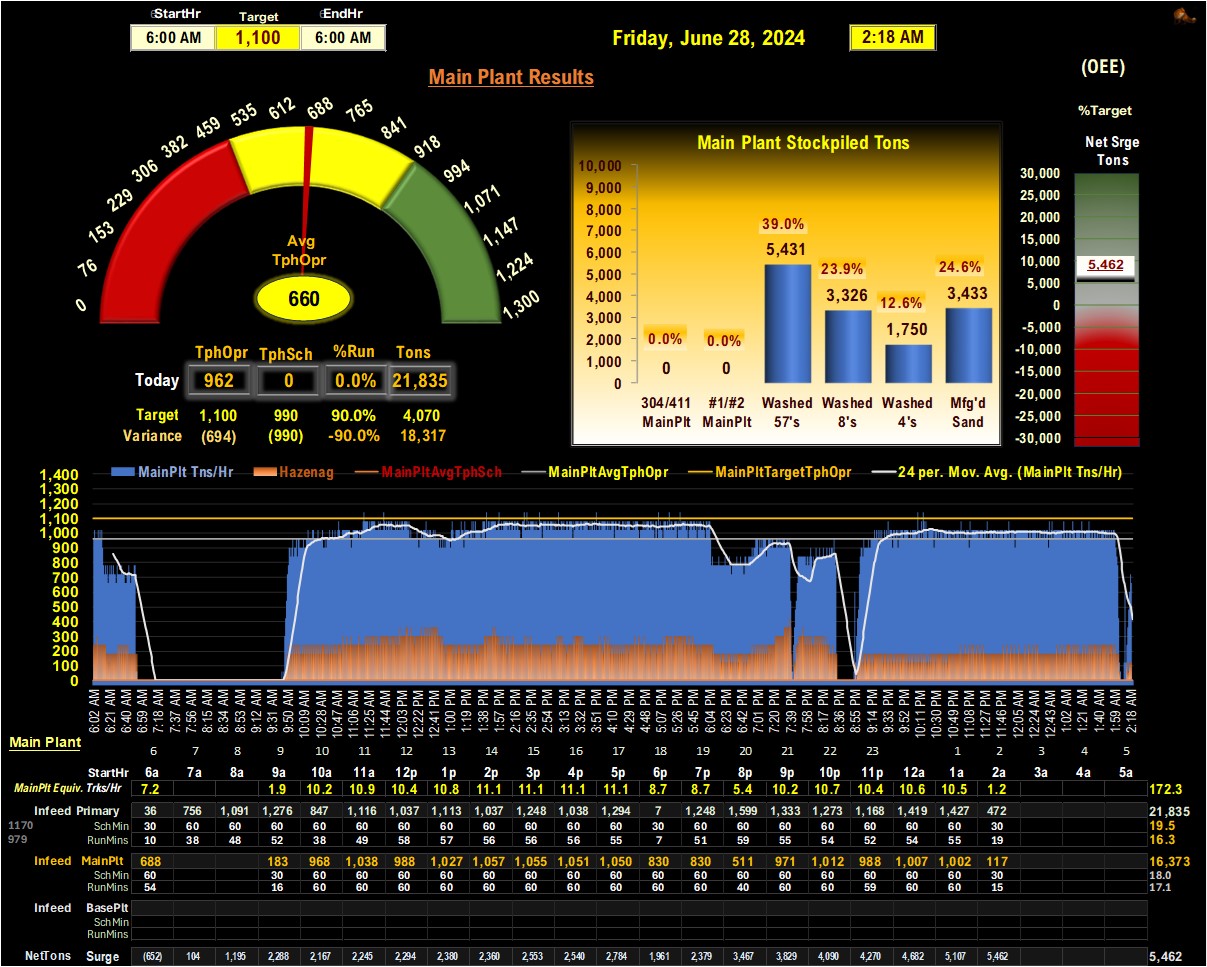 StartHr Target EndHr
6:00 AM 1,100 6:00 AM
Friday, June 28, 2024 2:18 AM
(OEE)
Main Plant Results
%Target
Net Srge
Tons
0 76 153 229 306 382 459 535 612 688 765 841 918 994 1,071 1,147 1,224 1,300
Avg
TphOpr
660
Main Plant Stockpiled Tons
10,000
9,000
8,000
7,000
6,000
5,000
4,000
3,000
2,000
1,000
0
0.0% 0.0% 39.0% 23.9% 12.6% 24.6%
0 0 5,431 3,326 1,750 3,433
304/411 #1/#2 Washed Washed Washed Mfg'd
MainPlt MainPlt 57's 8's 4's Sand
30,000
25,000
20,000
15,000
10,000
5,462
5,000
0
-5,000
-10,000
-15,000
-20,000
-25,000
-30,000
TphOpr TphSch %Run Tons
Today 962 0 0.0% 21,835
Target 1,100 990 90.0% 4,070
Variance (694) (990) -90.0% 18,317
MainPlt Tns/Hr Hazenag MainPltAvgTphSch MainPltAvgTphOpr MainPltTargetTphOpr 24 per. Mov. Avg. (MainPlt Tns/Hr)
1,400
1,300
1,200
1,100
1,000
900
800
700
600
500
400
300
200
100
0
6:02 AM 6:21 AM 6:40 AM 6:59 AM 7:18 AM 7:37 AM 7:56 AM 8:15 AM 8:34 AM 8:53 AM 9:12 AM 9:31 AM 9:50 AM 10:09 AM 10:28 AM 10:47 AM 11:06 AM 11:25 AM 11:44 AM 12:03 PM 12:22 PM 12:41 PM 1:00 PM 1:19 PM 1:38 PM 1:57 PM 2:16 PM 2:35 PM 2:54 PM 3:13 PM 3:32 PM 3:51 PM 4:10 PM 4:29 PM 4:48 PM 5:07 PM 5:26 PM 5:45 PM 6:04 PM 6:23 PM 6:42 PM 7:01 PM 7:20 PM 7:39 PM 7:58 PM 8:17 PM 8:36 PM 8:55 PM 9:14 PM 9:33 PM 9:52 PM 10:11 PM 10:30 PM 10:49 PM 11:08 PM 11:27 PM 11:46 PM 12:05 AM 12:24 AM 12:43 AM 1:02 AM 1:21 AM 1:40 AM 1:59 AM 2:18 AM
Main Plant
6 7 8 9 10 11 12 13 14 15 16 17 18 19 20 21 22 23 1 2 3 4 5
StartHr 6a 7a 8a 9a 10a 11a 12p 1p 2p 3p 4p 5p 6p 7p 8p 9p 10p 11p 12a 1a 2a 3a 4a 5a
MainPlt Equiv. Trks/Hr 7.2 1.9 10.2 10.9 10.4 10.8 11.1 11.1 11.1 11.1 8.7 8.7 5.4 10.2 10.7 10.4 10.6 10.5 1.2 172.3
Infeed Primary 36 756 1,091 1,276 847 1,116 1,037 1,113 1,037 1,248 1,038 1,294 7 1,248 1,599 1,333 1,273 1,168 1,419 1,427 472 21,835
1170 SchMin 30 60 60 60 60 60 60 60 60 60 60 60 30 60 60 60 60 60 60 60 30 19.5
979 RunMins 10 38 48 52 38 49 58 57 56 56 56 55 7 51 59 55 54 52 54 55 19 16.3
Infeed MainPlt 688 183 968 1,038 988 1,027 1,057 1,055 1,051 1,050 830 830 511 971 1,012 988 1,007 1,002 117 16,373
SchMin 60 30 60 60 60 60 60 60 60 60 60 60 60 60 60 60 60 60 30 18.0
RunMins 54 16 60 60 60 60 60 60 60 60 60 60 40 60 60 59 60 60 15 17.1
Infeed BasePlt
SchMin
RunMins
NetTons Surge (652) 104 1,195 2,288 2,167 2,245 2,294 2,380 2,360 2,553 2,540 2,784 1,961 2,379 3,467 3,829 4,090 4,270 4,682 5,107 5,462 5,462